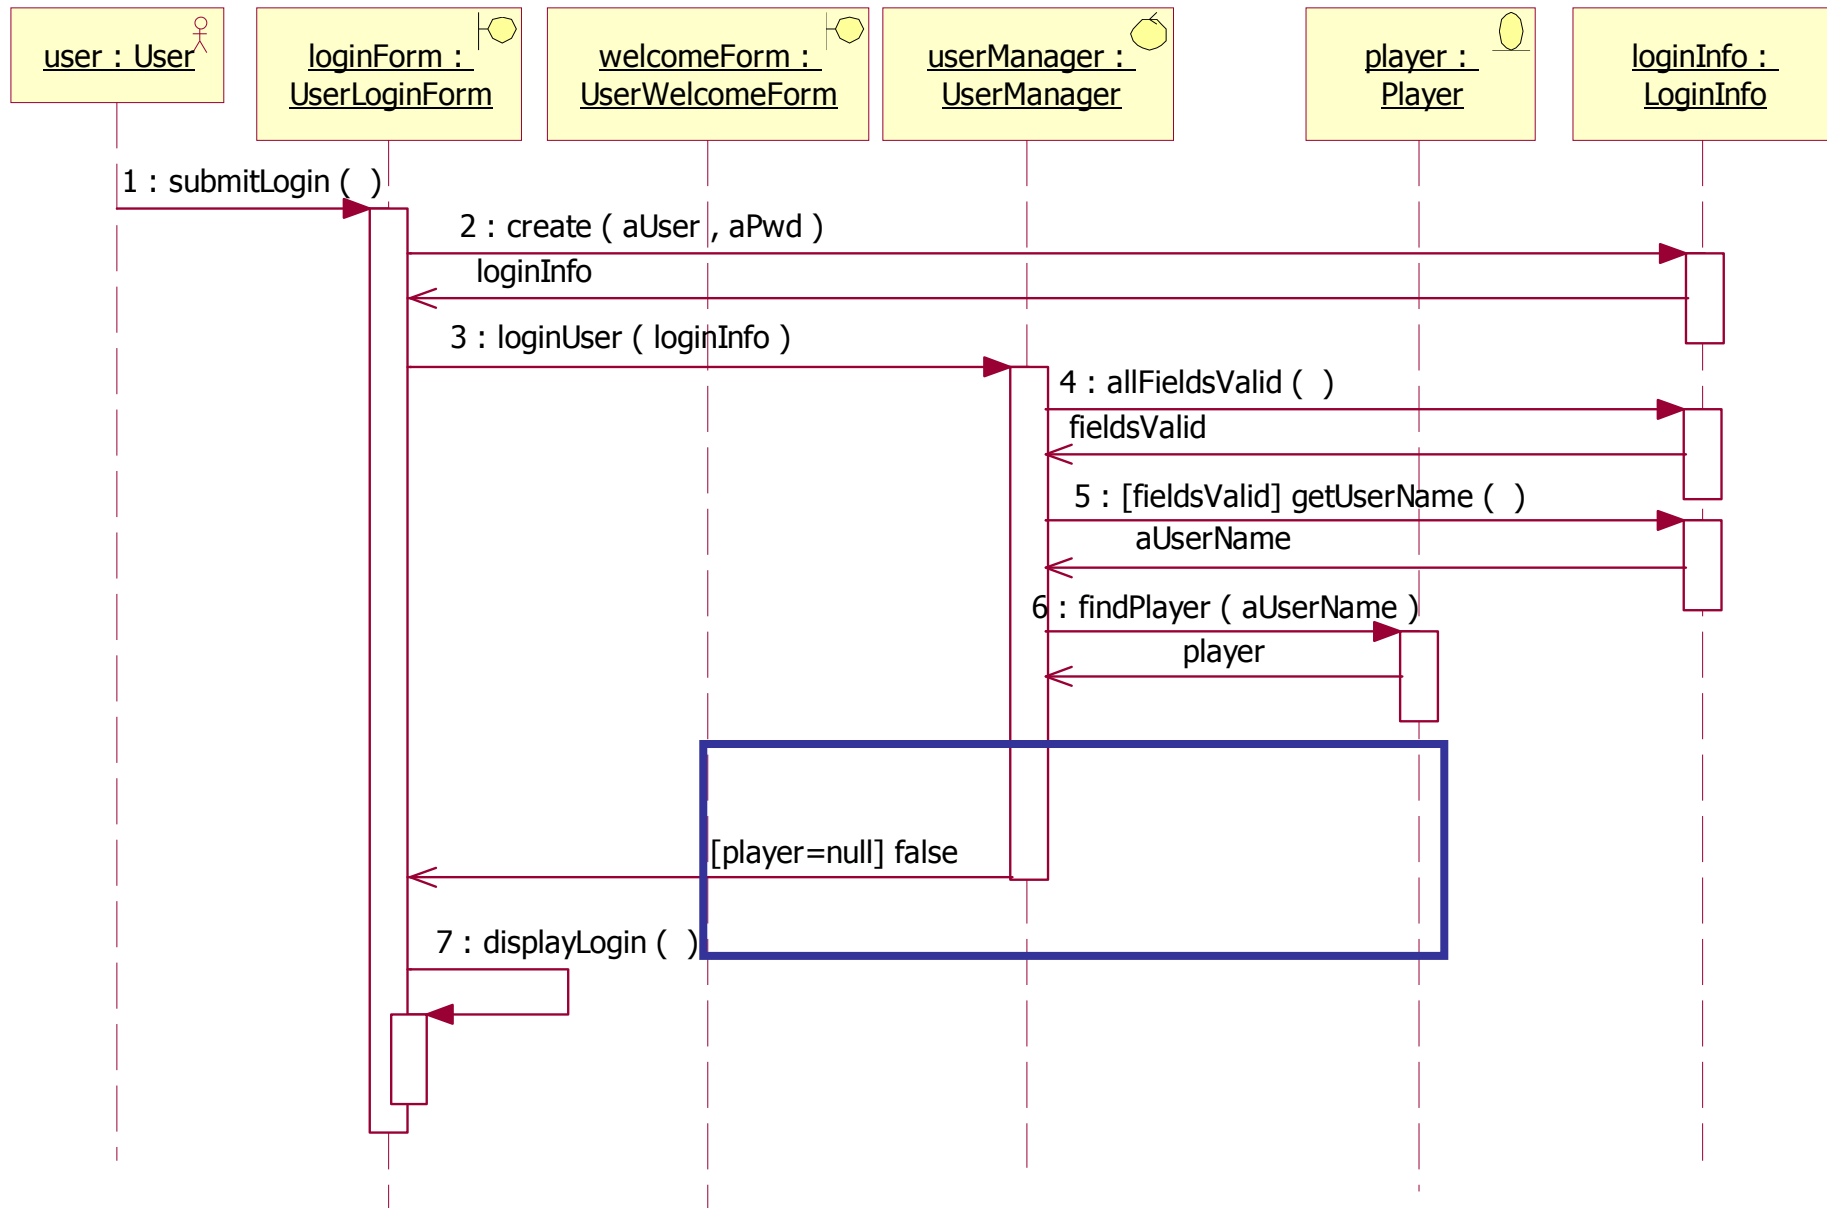 user : User
loginForm :
UserLoginForm
welcomeForm :
UserWelcomeForm
userManager :
UserManager
player :
Player
loginInfo :
LoginInfo
1 : submitLogin (  )
2 : create ( aUser , aPwd )
loginInfo
3 : loginUser ( loginInfo )
4 : allFieldsValid (  )
fieldsValid
5 : [fieldsValid] getUserName (  )
aUserName
6 : findPlayer ( aUserName )
player
[player=null] false
7 : displayLogin (  )